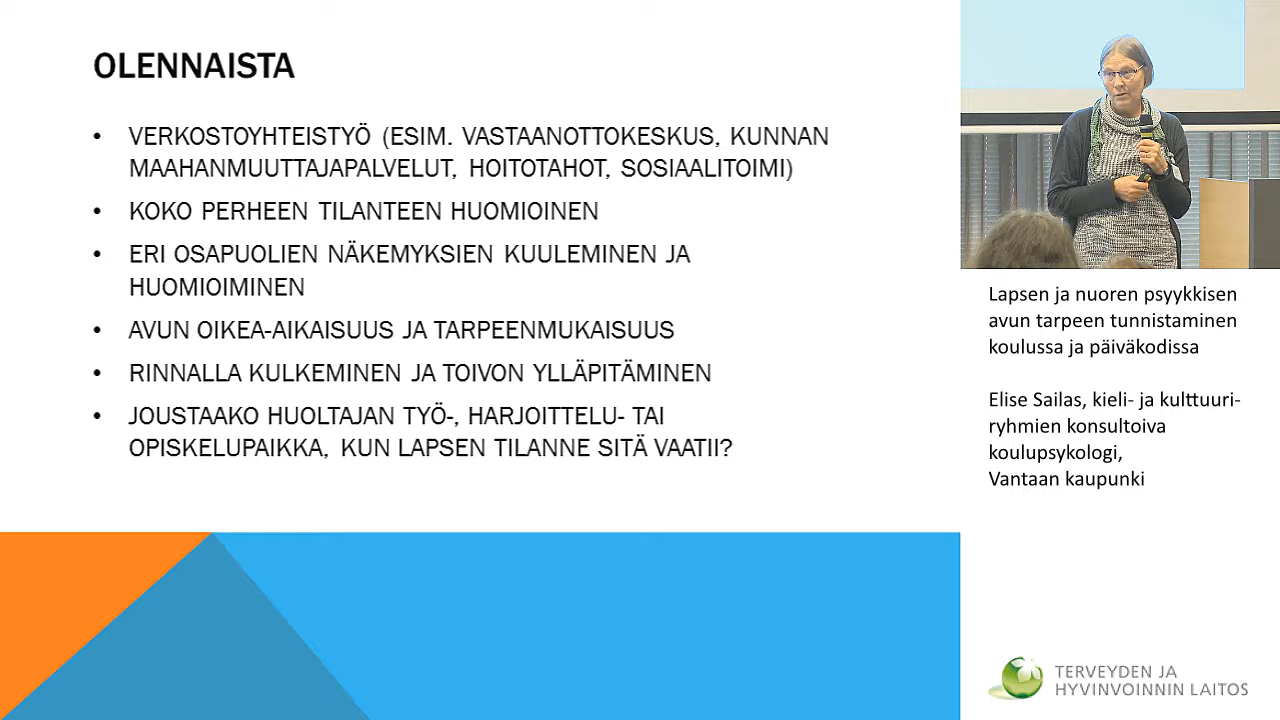 OLENNAISTA
• VERKOSTOYHTEISTYÖ (ESIM. VASTAANOTTOKESKUS, KUNNAN
MAAHANMUUTTAJAPALVELUT, HOITOTAHOT, SOSIAALITOIMI)
• KOKO PERHEEN TILANTEEN HUOMIOINEN
• ERI OSAPUOLIEN NÄKEMYKSIEN KUULEMINEN JA
HUOMIOIMINEN
• AVUN OIKEA-AIKAISUUS JA TARPEENMUKAISUUS
• RINNALLA KULKEMINEN JA TOIVON YLLÄPITÄMINEN
• JOUSTAAKO HUOLTAJAN TYÖ-, HARJOITTELU- TAI
OPISKELUPAIKKA, KUN LAPSEN TILANNE SITÄ VAATII?
Lapsen ja nuoren psyykkisen
avun tarpeen tunnistaminen
koulussa ja päiväkodissa
Elise Sailas, kieli- ja kulttuuri-
ryhmien konsultoiva
koulupsykologi,
Vantaan kaupunki
TERVEYDEN JA
HYVINVOINNIN LAITOS